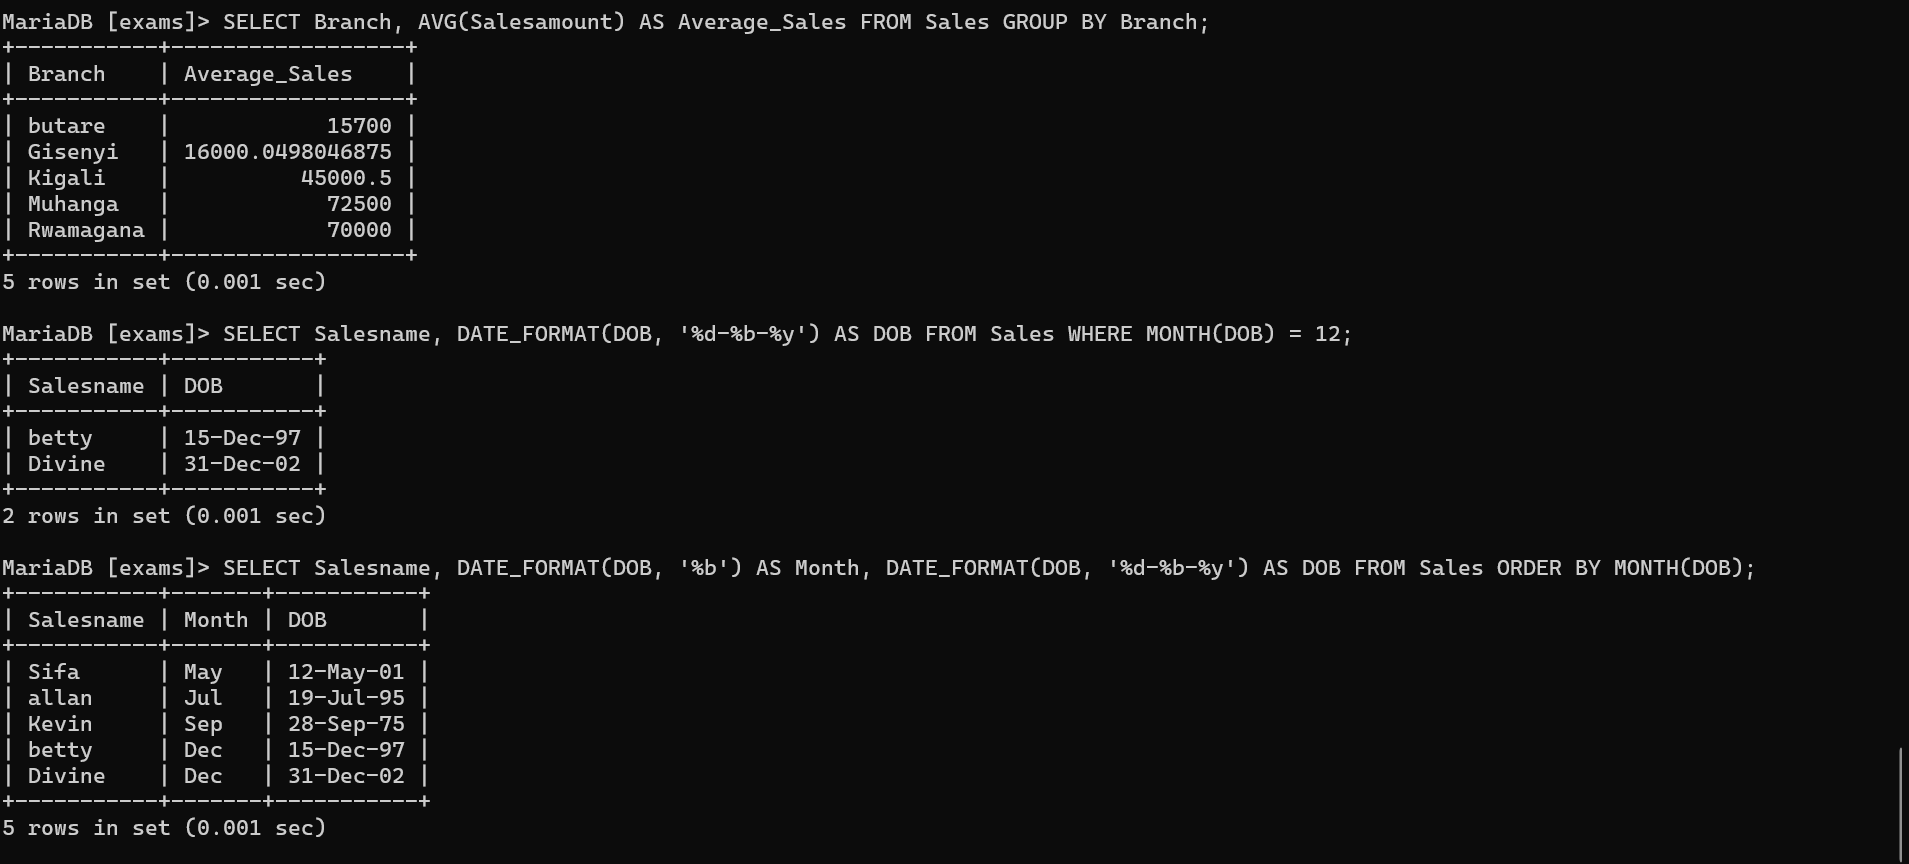 MariaDB [exams]> SELECT Branch, AVG(Salesamount) AS Average_Sales FROM Sales GROUP BY Branch;
+-----------+------------------+
| Branch    | Average_Sales    |
+-----------+------------------+
| butare    |            15700 |
| Gisenyi   | 16000.0498046875 |
| Kigali    |          45000.5 |
| Muhanga   |            72500 |
| Rwamagana |            70000 |
+-----------+------------------+
5 rows in set (0.001 sec)

MariaDB [exams]> SELECT Salesname, DATE_FORMAT(DOB, '%d-%b-%y') AS DOB FROM Sales WHERE MONTH(DOB) = 12;
+-----------+-----------+
| Salesname | DOB       |
+-----------+-----------+
| betty     | 15-Dec-97 |
| Divine    | 31-Dec-02 |
+-----------+-----------+
2 rows in set (0.001 sec)

MariaDB [exams]> SELECT Salesname, DATE_FORMAT(DOB, '%b') AS Month, DATE_FORMAT(DOB, '%d-%b-%y') AS DOB FROM Sales ORDER BY MONTH(DOB);
+-----------+-------+-----------+
| Salesname | Month | DOB       |
+-----------+-------+-----------+
| Sifa      | May   | 12-May-01 |
| allan     | Jul   | 19-Jul-95 |
| Kevin     | Sep   | 28-Sep-75 |
| betty     | Dec   | 15-Dec-97 |
| Divine    | Dec   | 31-Dec-02 |
+-----------+-------+-----------+
5 rows in set (0.001 sec)